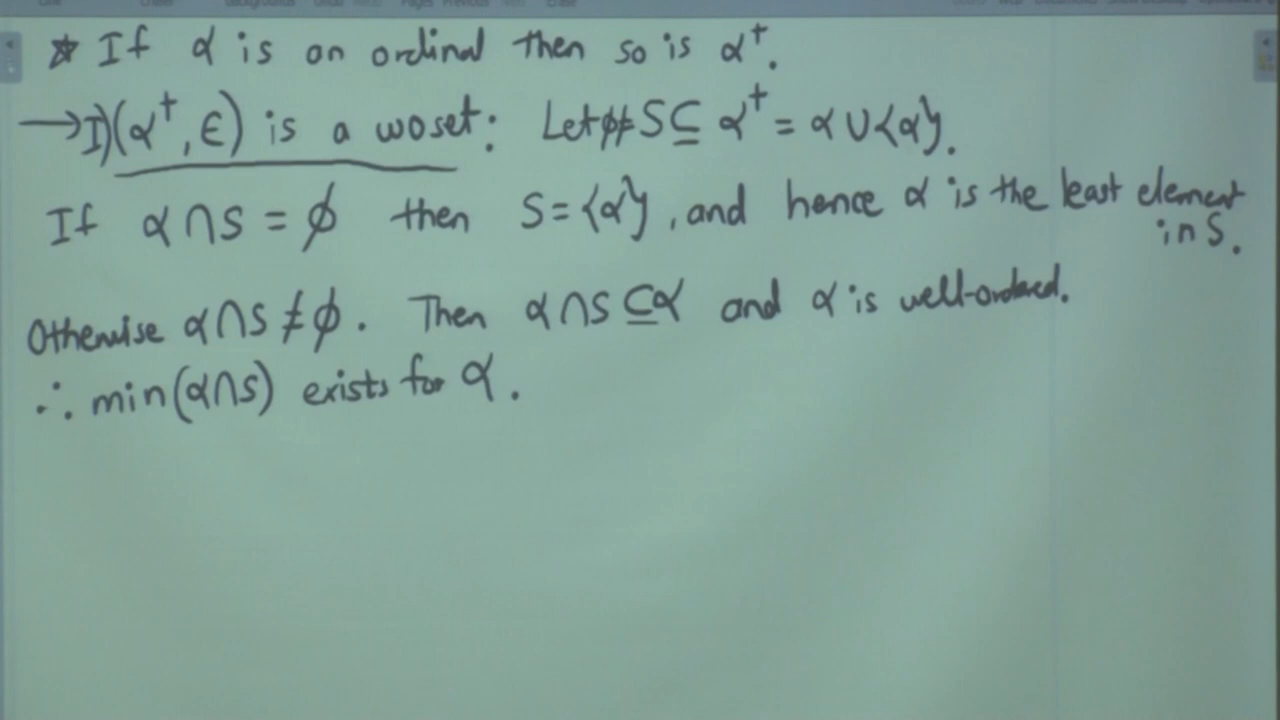 ☆ If α is an ordinal then so is α⁺.
→ I) (α⁺, ∈) is a woset: Let ϕ≠ S ⊆ α⁺ = α ∪ {α}.
If α ∩ S = ϕ then S = {α}, and hence α is the least element
in S.
Otherwise α ∩ S ≠ ϕ. Then α ∩ S ⊆ α and α is well-ordered.
∴ min(α ∩ S) exists for α.